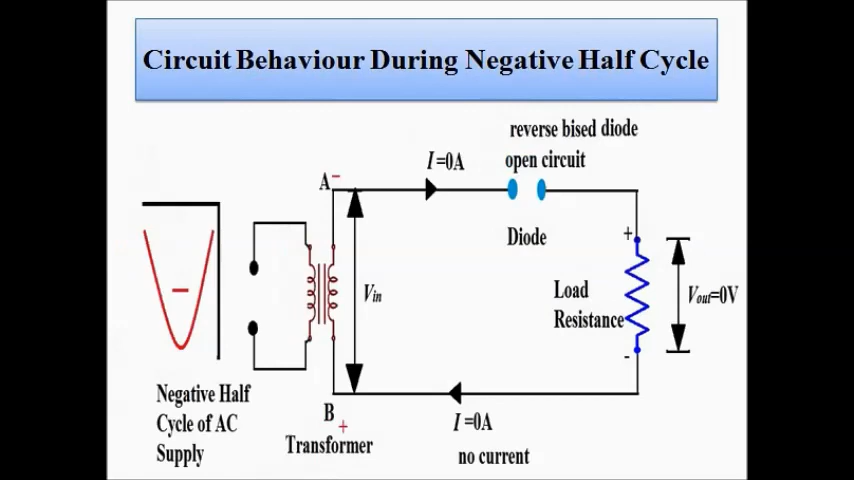 Circuit Behaviour During Negative Half Cycle
reverse bised diode
open circuit
I=0A
A-
Diode
+
Load
Resistance
Vin
Vout=0V
-
-
Negative Half
Cycle of AC
Supply
B
+
Transformer
I=0A
no current